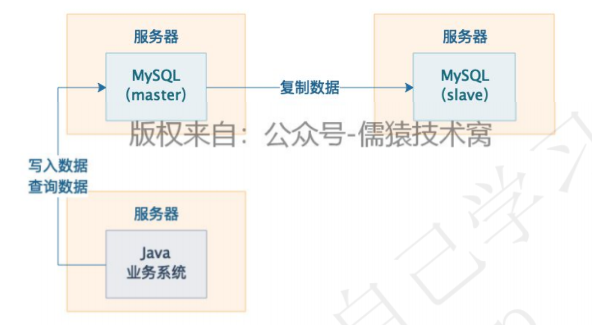 服务器
MySQL
(master)
复制数据
服务器
MySQL
(slave)
版权来自：公众号-儒猿技术窝
写入数据
查询数据
服务器
Java
业务系统
自己学习